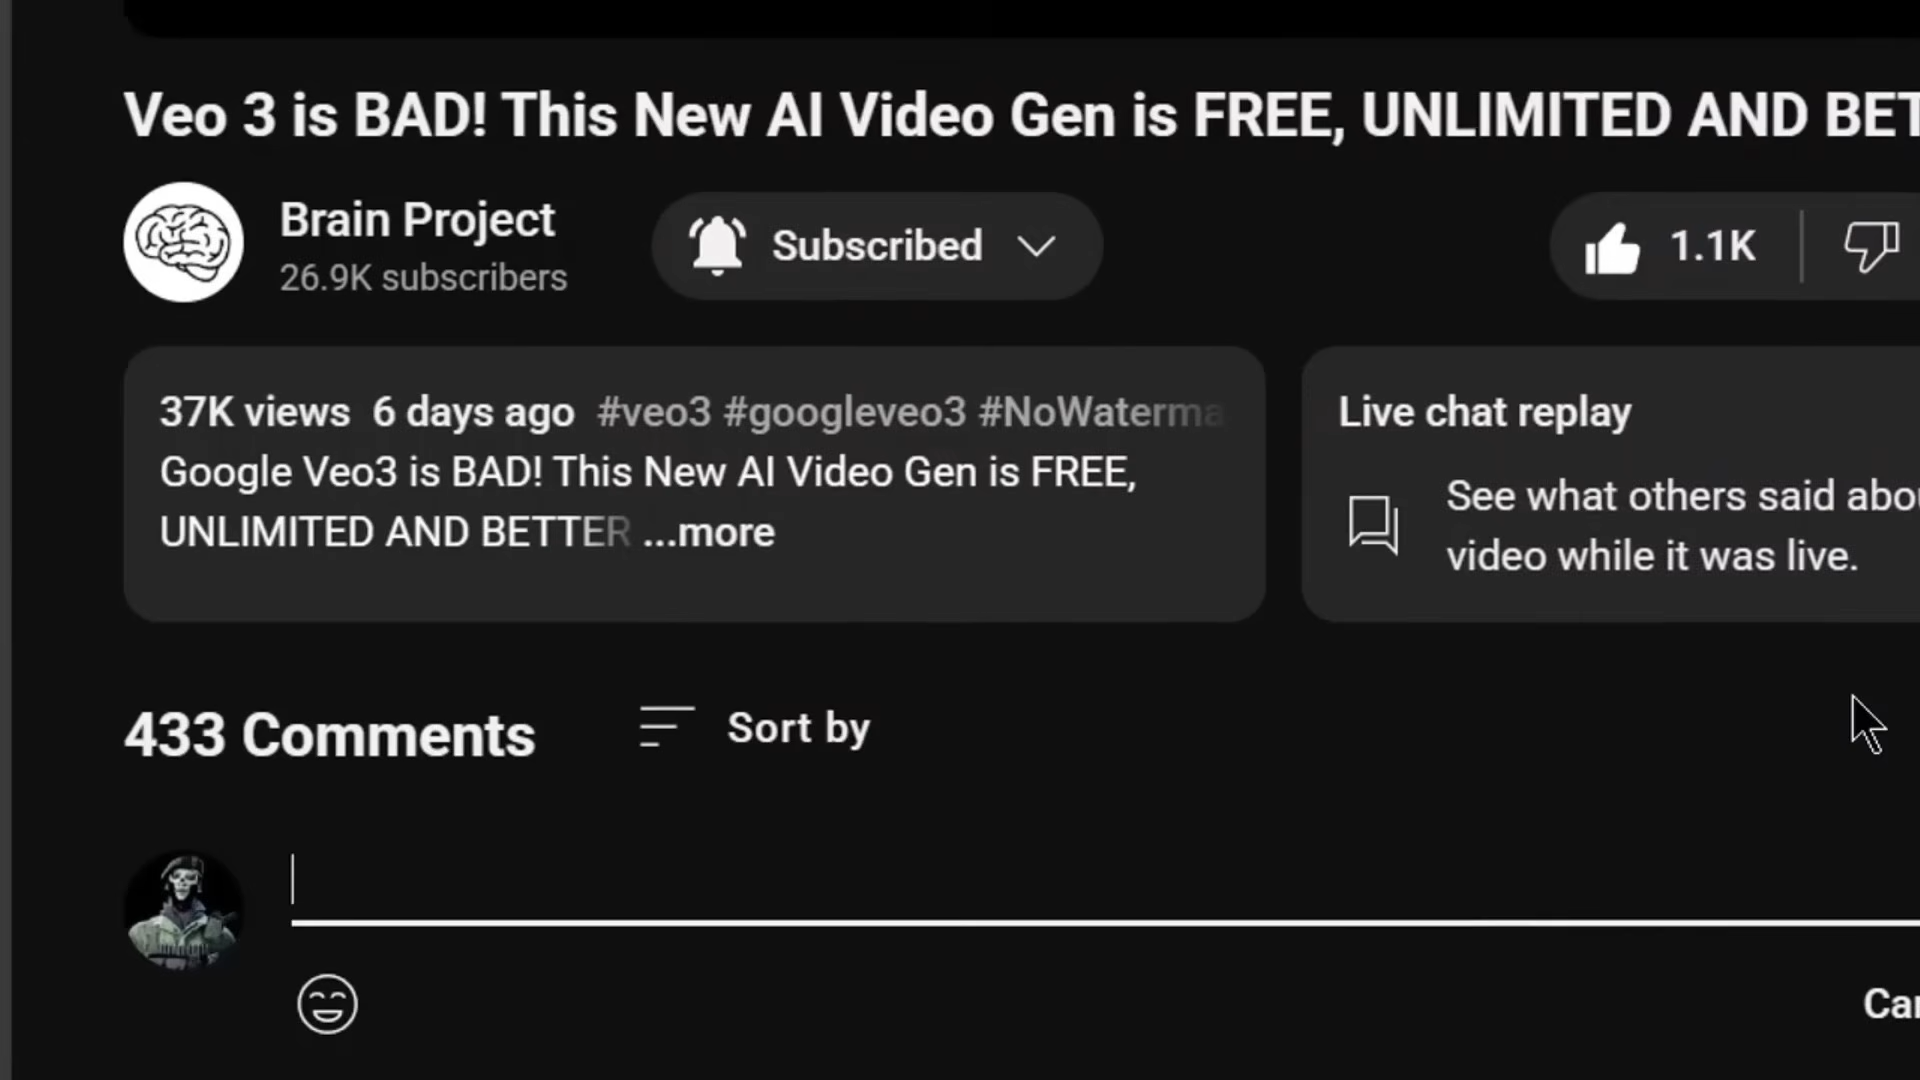 Veo 3 is BAD! This New AI Video Gen is FREE, UNLIMITED AND BET
Brain Project
26.9K subscribers
Subscribed
1.1K
37K views 6 days ago #veo3 #googleveo3 #NoWaterma
Google Veo3 is BAD! This New AI Video Gen is FREE,
UNLIMITED AND BETTER ...more
Live chat replay
See what others said abou
video while it was live.
433 Comments
Sort by
Can